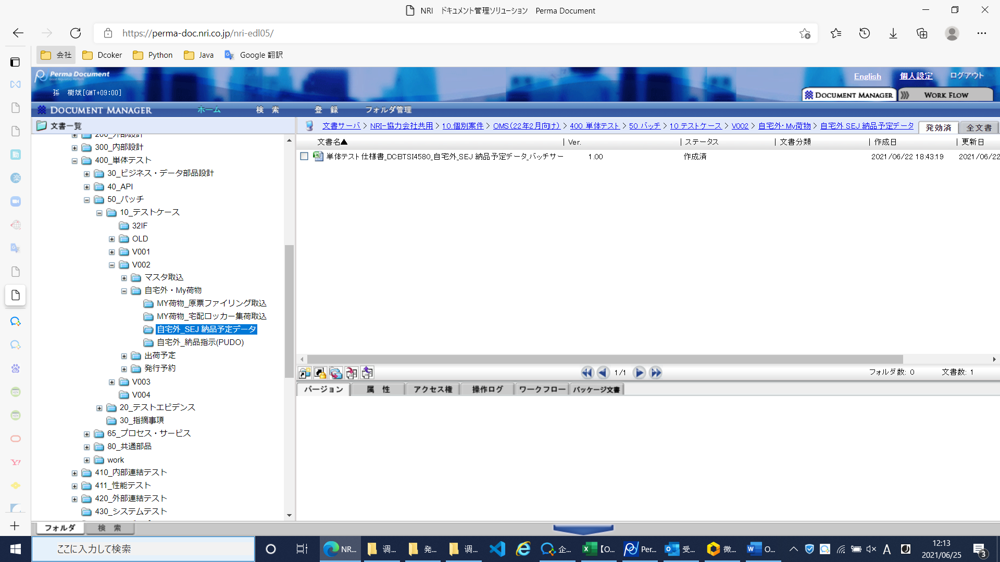 NRI　ドキュメント管理ソリューション　Perma Document
https://perma-doc.nri.co.jp/nri-edl05/
会社 Dcoker Python Java Google 翻訳
Perma Document
English 個人設定 ログアウト
孫　樹斌[GMT+09:00]
DOCUMENT MANAGER WORK FLOW
DOCUMENT MANAGER ホーム 検 索 登 録 フォルダ管理
文書一覧
文書サーバ > NRI-協力会社共用 > 10.個別案件 > OMS(22年2月向け) > 400 単体テスト > 50 バッチ > 10 テストケース > V002 > 自宅外・My荷物 > 自宅外 SEJ 納品予定データ
発効済 全文書
文書名▲ Ver. ステータス 文書分類 作成日 更新日
単体テスト仕様書_DCBTSI4580_自宅外_SEJ 納品予定データ_バッチサー 1.00 作成済 2021/06/22 18:43:19 2021/06/22
200_外部設計
300_内部設計
400_単体テスト
30_ビジネス・データ部品設計
40_API
50_バッチ
10_テストケース
32IF
OLD
V001
V002
マスタ取込
自宅外・My荷物
MY荷物_原票ファイリング取込
MY荷物_宅配ロッカー集荷取込
自宅外_SEJ 納品予定データ
自宅外_納品指示(PUDO)
出荷予定
発行予約
V003
V004
20_テストエビデンス
30_指摘事項
65_プロセス・サービス
80_共通部品
work
410_内部連結テスト
411_性能テスト
420_外部連結テスト
430_システムテスト
1/1 フォルダ数: 0 文書数: 1
バージョン 属 性 アクセス権 操作ログ ワークフロー パッケージ文書
フォルダ 検 索
ここに入力して検索
NR... 调... 発... 调... 企... 【O... Per... 受... 微... O...
A
12:13
2021/06/25
3